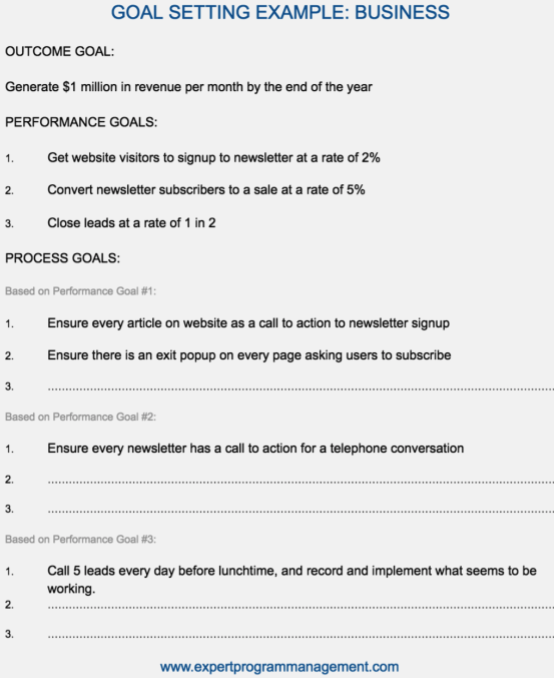 GOAL SETTING EXAMPLE: BUSINESS
OUTCOME GOAL:
Generate $1 million in revenue per month by the end of the year
PERFORMANCE GOALS:
1. Get website visitors to signup to newsletter at a rate of 2%
2. Convert newsletter subscribers to a sale at a rate of 5%
3. Close leads at a rate of 1 in 2
PROCESS GOALS:
Based on Performance Goal #1:
1. Ensure every article on website as a call to action to newsletter signup
2. Ensure there is an exit popup on every page asking users to subscribe
3. ........................................................................
Based on Performance Goal #2:
1. Ensure every newsletter has a call to action for a telephone conversation
2. ........................................................................
3. ........................................................................
Based on Performance Goal #3:
1. Call 5 leads every day before lunchtime, and record and implement what seems to be
working.
2. ........................................................................
3. ........................................................................
www.expertprogrammanagement.com